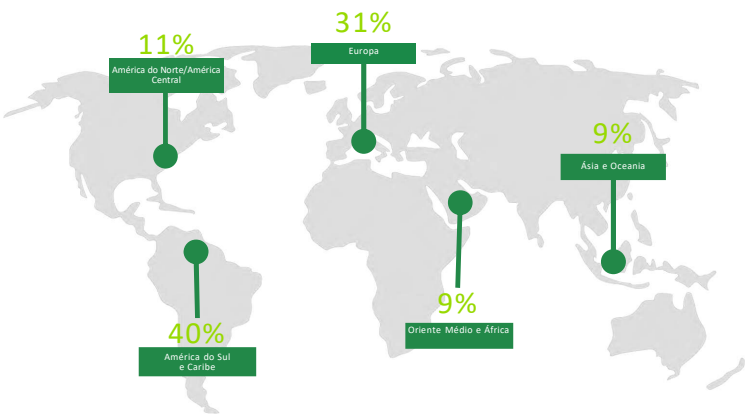 31%
Europa
11%
América do Norte/América
Central
9%
Ásia e Oceania
9%
Oriente Médio e África
40%
América do Sul
e Caribe